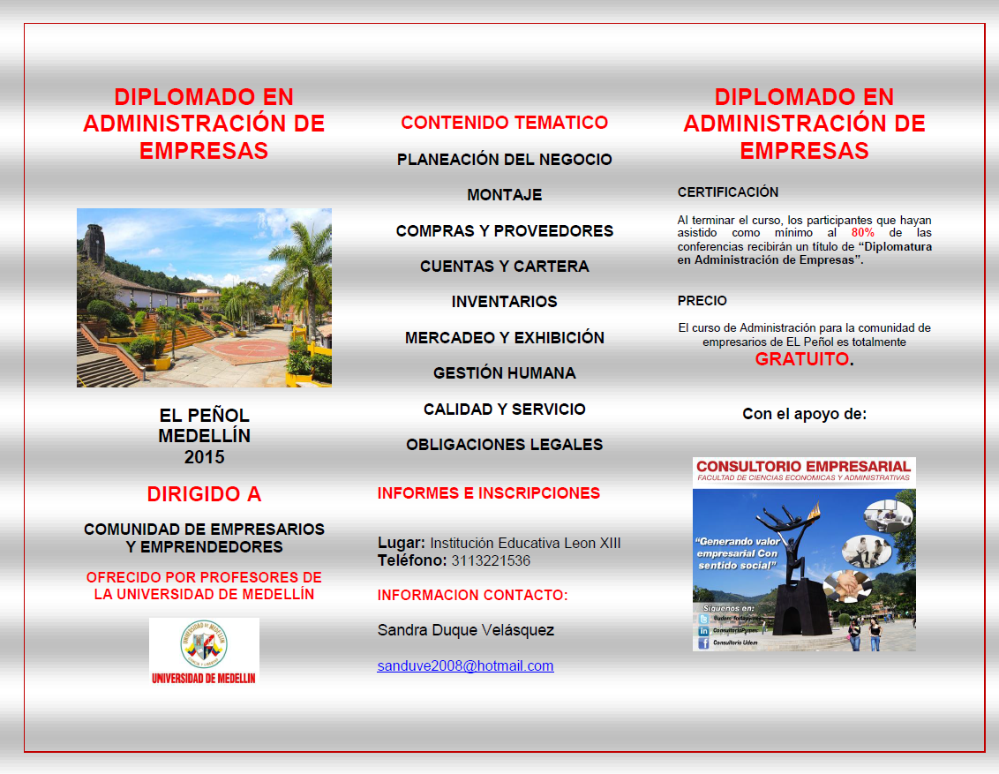 DIPLOMADO EN
ADMINISTRACIÓN DE
EMPRESAS
EL PEÑOL
MEDELLÍN
2015
DIRIGIDO A
COMUNIDAD DE EMPRESARIOS
Y EMPRENDEDORES
OFRECIDO POR PROFESORES DE
LA UNIVERSIDAD DE MEDELLÍN
UNIVERSIDAD DE MEDELLIN
CIENCIA Y LIBERTAD
UNIVERSIDAD DE MEDELLIN
CONTENIDO TEMATICO
PLANEACIÓN DEL NEGOCIO
MONTAJE
COMPRAS Y PROVEEDORES
CUENTAS Y CARTERA
INVENTARIOS
MERCADEO Y EXHIBICIÓN
GESTIÓN HUMANA
CALIDAD Y SERVICIO
OBLIGACIONES LEGALES
INFORMES E INSCRIPCIONES
Lugar: Institución Educativa Leon XIII
Teléfono: 3113221536
INFORMACION CONTACTO:
Sandra Duque Velásquez
sanduve2008@hotmail.com
DIPLOMADO EN
ADMINISTRACIÓN DE
EMPRESAS
CERTIFICACIÓN
Al terminar el curso, los participantes que hayan
asistido como mínimo al 80% de las
conferencias recibirán un título de “Diplomatura
en Administración de Empresas”.
PRECIO
El curso de Administración para la comunidad de
empresarios de EL Peñol es totalmente
GRATUITO.
Con el apoyo de:
CONSULTORIO EMPRESARIAL
FACULTAD DE CIENCIAS ECONOMICAS Y ADMINISTRATIVAS
“Generando valor
empresarial Con
sentido social”
Siguenos en:
ConsultorioPymes
Consultorio Udem